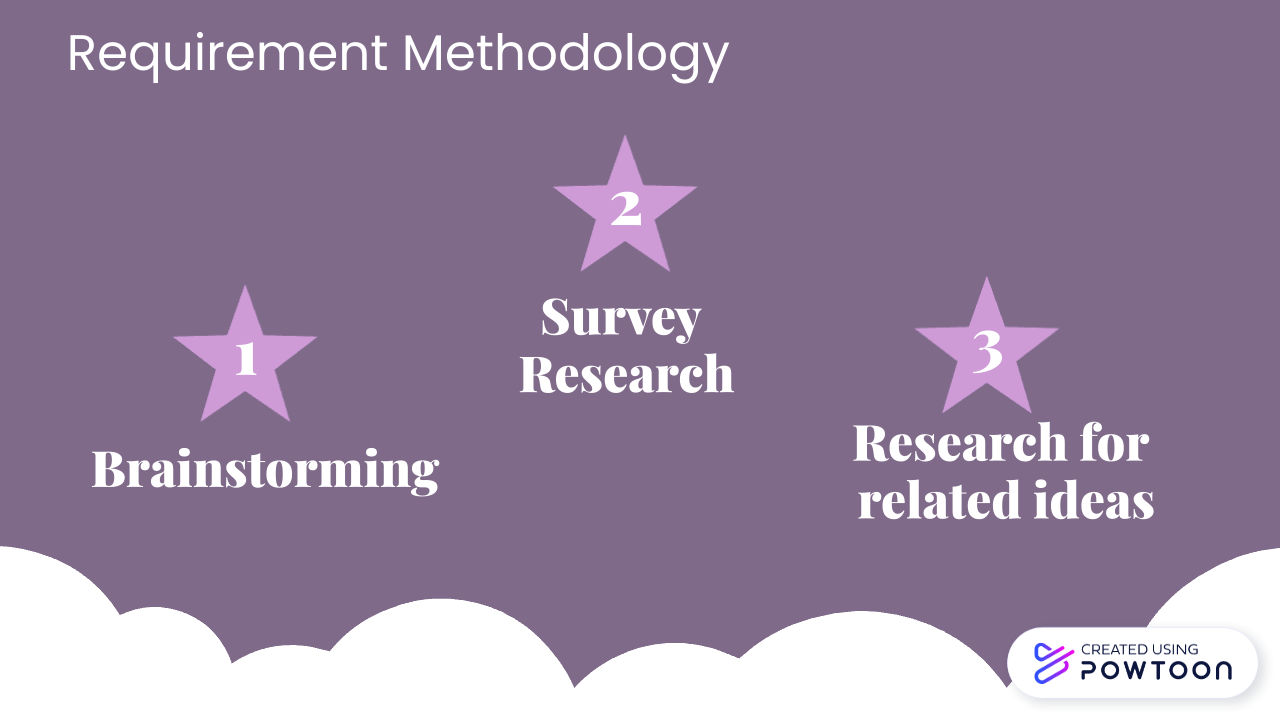 Requirement Methodology
1
Brainstorming
2
Survey
Research
3
Research for
related ideas
CREATED USING
POWTOON